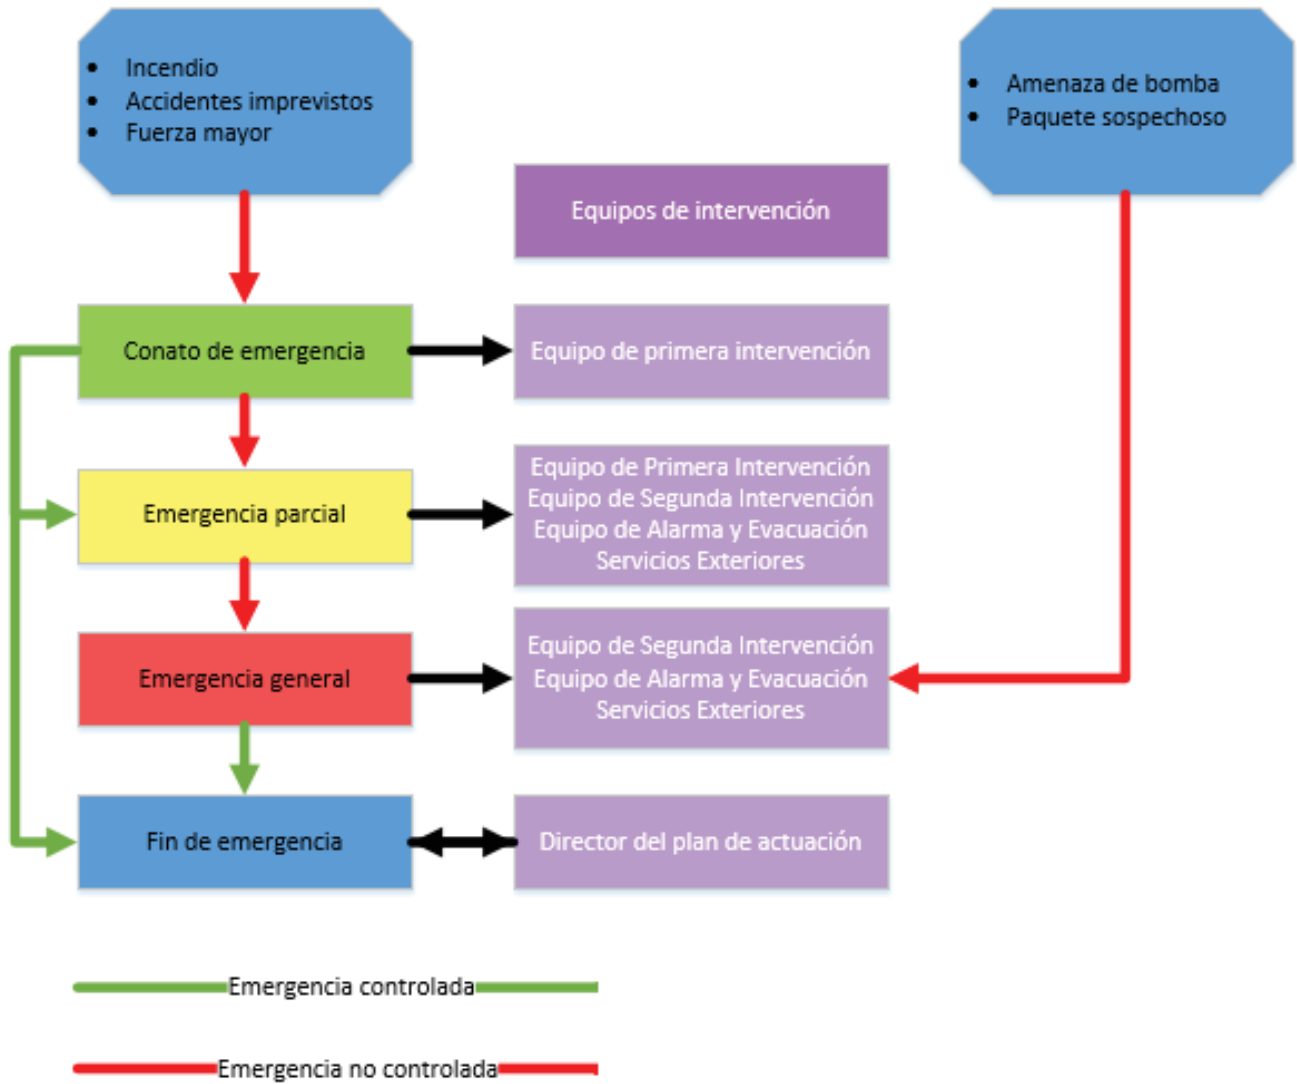 • Incendio
• Accidentes imprevistos
• Fuerza mayor
• Amenaza de bomba
• Paquete sospechoso
Equipos de intervención
Conato de emergencia
Equipo de primera intervención
Emergencia parcial
Equipo de Primera Intervención
Equipo de Segunda Intervención
Equipo de Alarma y Evacuación
Servicios Exteriores
Emergencia general
Equipo de Segunda Intervención
Equipo de Alarma y Evacuación
Servicios Exteriores
Fin de emergencia
Director del plan de actuación
Emergencia controlada
Emergencia no controlada